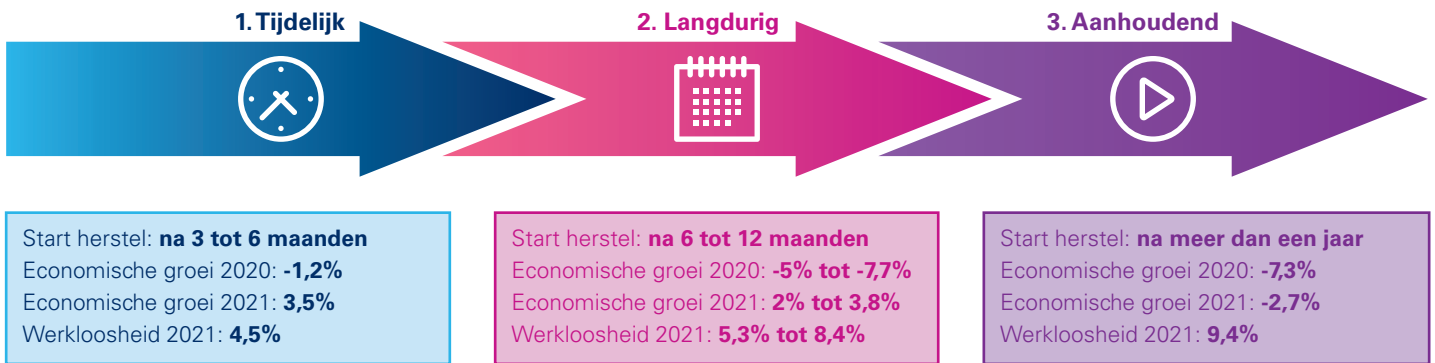 1. Tijdelijk
2. Langdurig
3. Aanhoudend
Start herstel: na 3 tot 6 maanden
Economische groei 2020: -1,2%
Economische groei 2021: 3,5%
Werkloosheid 2021: 4,5%
Start herstel: na 6 tot 12 maanden
Economische groei 2020: -5% tot -7,7%
Economische groei 2021: 2% tot 3,8%
Werkloosheid 2021: 5,3% tot 8,4%
Start herstel: na meer dan een jaar
Economische groei 2020: -7,3%
Economische groei 2021: -2,7%
Werkloosheid 2021: 9,4%